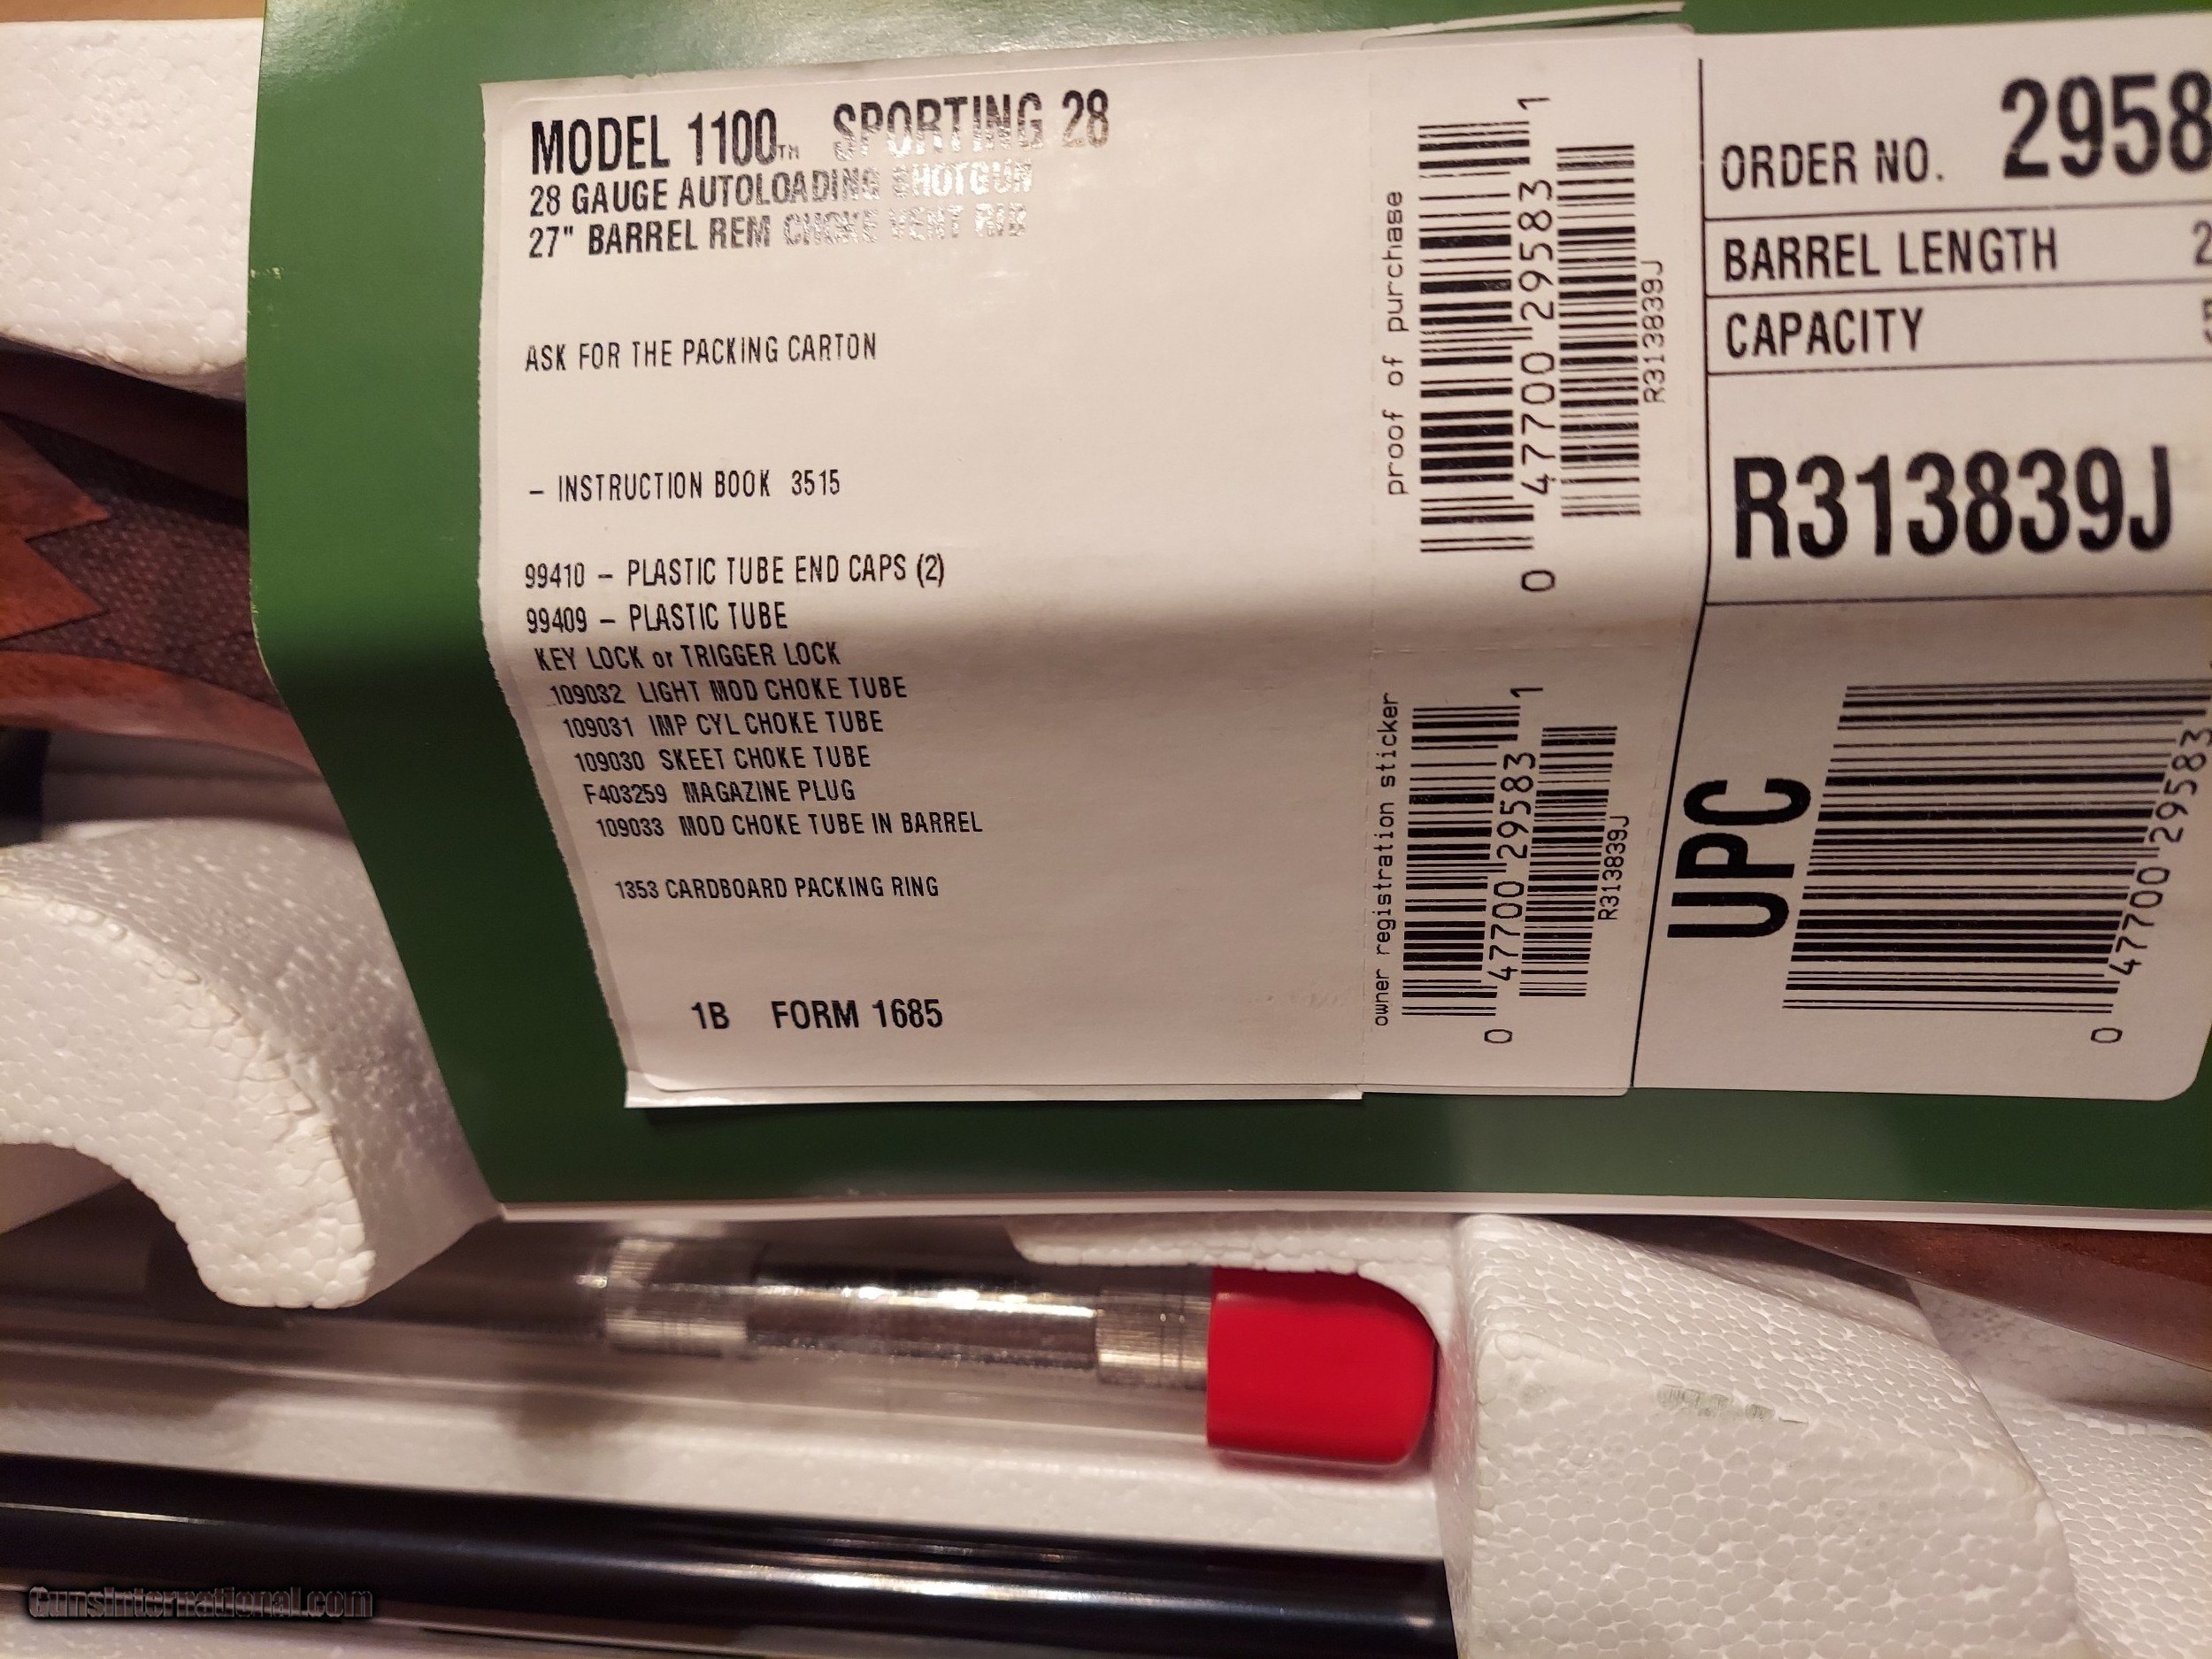 MODEL 1100™ SPORTING 28
28 GAUGE AUTOLOADING SHOTGUN
27" BARREL REM CHOKE VENT RIB
ASK FOR THE PACKING CARTON
– INSTRUCTION BOOK 3515
99410 – PLASTIC TUBE END CAPS (2)
99409 – PLASTIC TUBE
KEY LOCK or TRIGGER LOCK
109032 LIGHT MOD CHOKE TUBE
109031 IMP CYL CHOKE TUBE
109030 SKEET CHOKE TUBE
F403259 MAGAZINE PLUG
109033 MOD CHOKE TUBE IN BARREL
1353 CARDBOARD PACKING RING
1B FORM 1685
proof of purchase
0 47700 29583 1
R313839J
owner registration sticker
0 47700 29583 1
R313839J
ORDER NO. 2958
BARREL LENGTH 2
CAPACITY
R313839J
UPC
0 47700 29583
GunsInternational.com